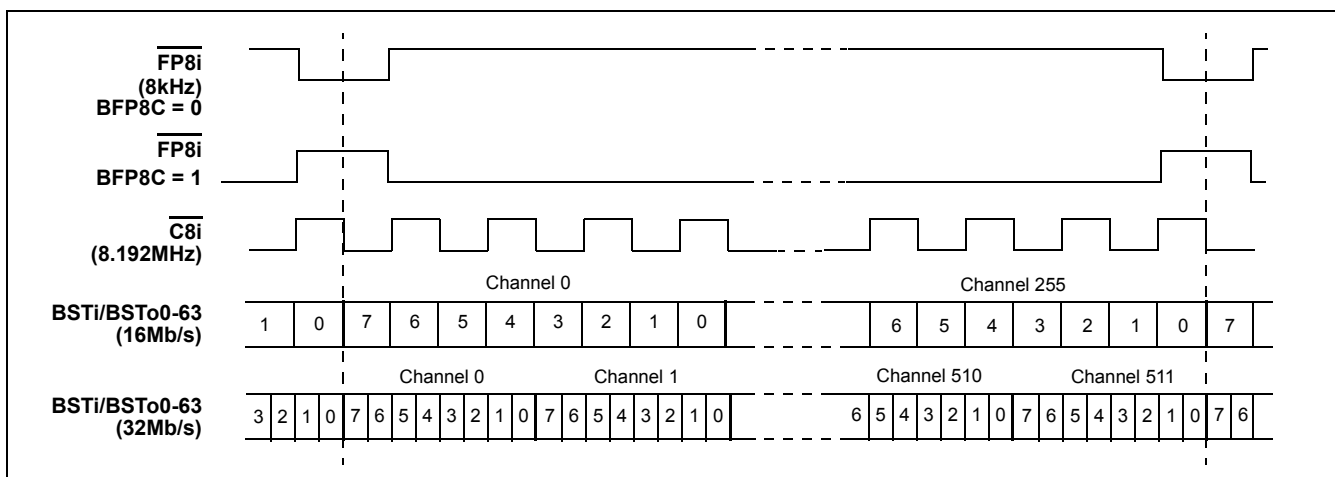 FP8i
(8kHz)
BFP8C = 0
FP8i
BFP8C = 1
C8i
(8.192MHz)
Channel 0 Channel 255
BSTi/BSTo0-63
(16Mb/s)
1 0 7 6 5 4 3 2 1 0 6 5 4 3 2 1 0 7
Channel 0 Channel 1 Channel 510 Channel 511
BSTi/BSTo0-63
(32Mb/s)
3 2 1 0 7 6 5 4 3 2 1 0 7 6 5 4 3 2 1 0 6 5 4 3 2 1 0 7 6 5 4 3 2 1 0 7 6